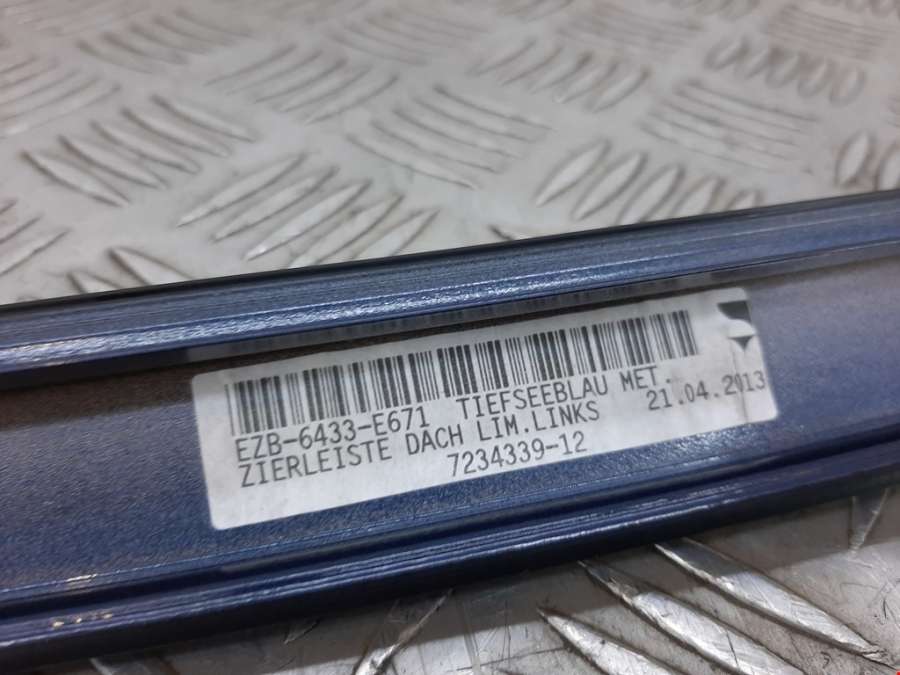 EZB-6433-E671 TIEFSEEBLAU MET.
ZIERLEISTE DACH LIM.LINKS 21.04.2013
7234339-12